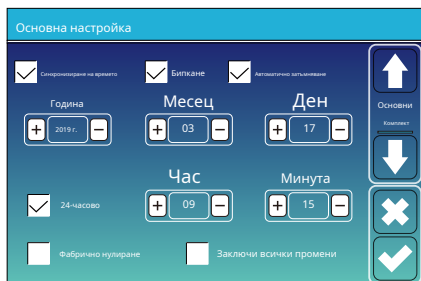 Основна настройка
Синхронизиране на времето
Бипкане
Автоматично затъмняване
Година
Месец
Ден
Основни
Комплект
+ 2019 г. −
+ 03 −
+ 17 −
Час
Минута
24-часово
+ 09 −
+ 15 −
Фабрично нулиране
Заключи всички промени